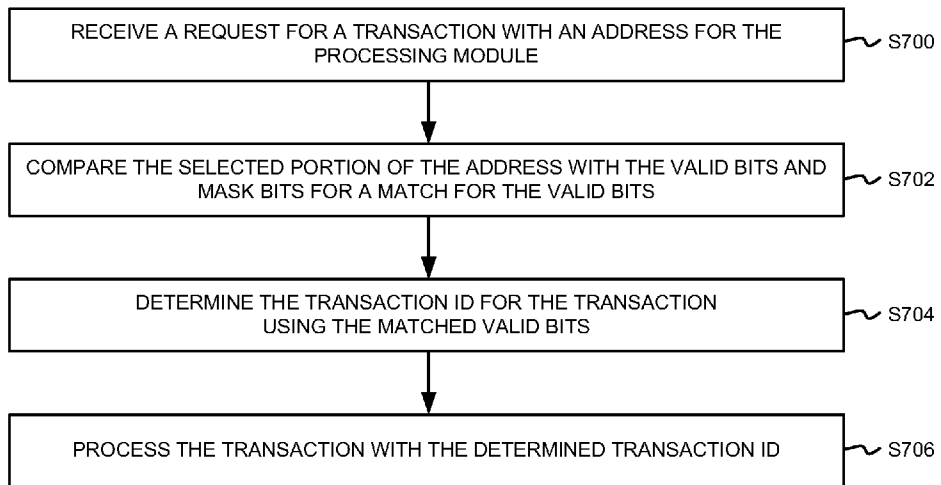 RECEIVE A REQUEST FOR A TRANSACTION WITH AN ADDRESS FOR THE
PROCESSING MODULE
S700
COMPARE THE SELECTED PORTION OF THE ADDRESS WITH THE VALID BITS AND
MASK BITS FOR A MATCH FOR THE VALID BITS
S702
DETERMINE THE TRANSACTION ID FOR THE TRANSACTION
USING THE MATCHED VALID BITS
S704
PROCESS THE TRANSACTION WITH THE DETERMINED TRANSACTION ID
S706